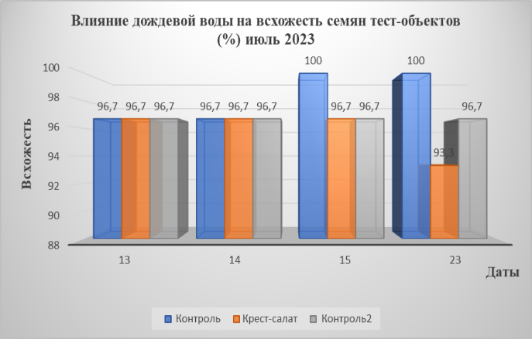 Влияние дождевой воды на всхожесть семян тест-объектов
(%) июль 2023
100 100
100
96,7 96,7 96,7 96,7 96,7 96,7 96,7 96,7 96,7
98
96
94
93,3
92
90
88
Всхожесть
13 14 15 23
Даты
Контроль Крест-салат Контроль2